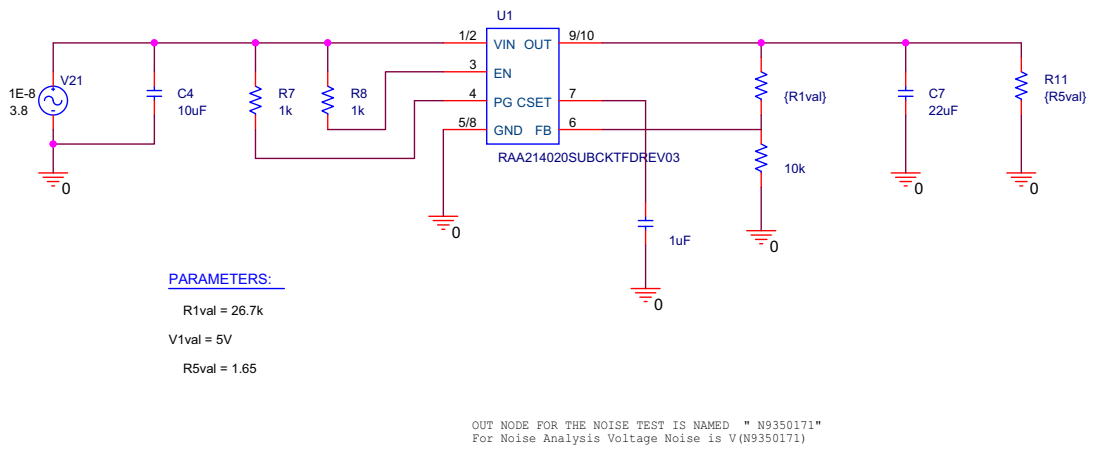 U1
1/2 VIN OUT 9/10
3 EN
4 PG CSET 7
5/8 GND FB 6
RAA214020SUBCKTFDREV03
V21
1E-8
3.8
0
C4
10uF
R7
1k
R8
1k
0
1uF
0
{R1val}
10k
0
C7
22uF
0
R11
{R5val}
0
PARAMETERS:
R1val = 26.7k
V1val = 5V
R5val = 1.65
OUT NODE FOR THE NOISE TEST IS NAMED " N9350171"
For Noise Analysis Voltage Noise is V(N9350171)